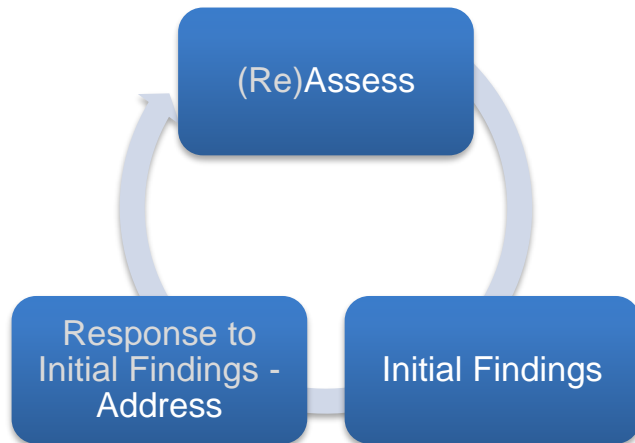 (Re)Assess
Response to
Initial Findings -
Address
Initial Findings